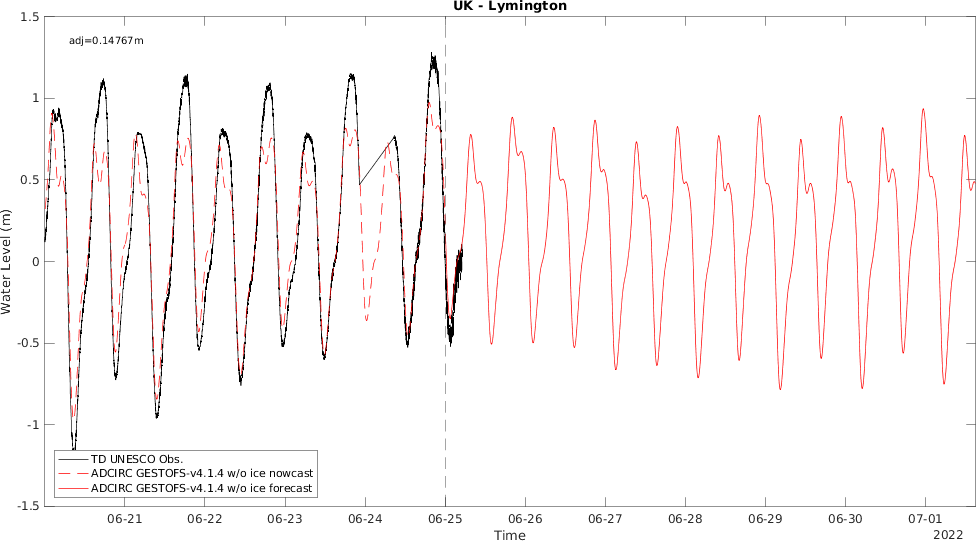 UK - Lymington
adj=0.14767m
1.5
1
0.5
0
-0.5
-1
-1.5
Water Level (m)
TD UNESCO Obs.
ADCIRC GESTOFS-v4.1.4 w/o ice nowcast
ADCIRC GESTOFS-v4.1.4 w/o ice forecast
06-21 06-22 06-23 06-24 06-25 06-26 06-27 06-28 06-29 06-30 07-01
Time
2022